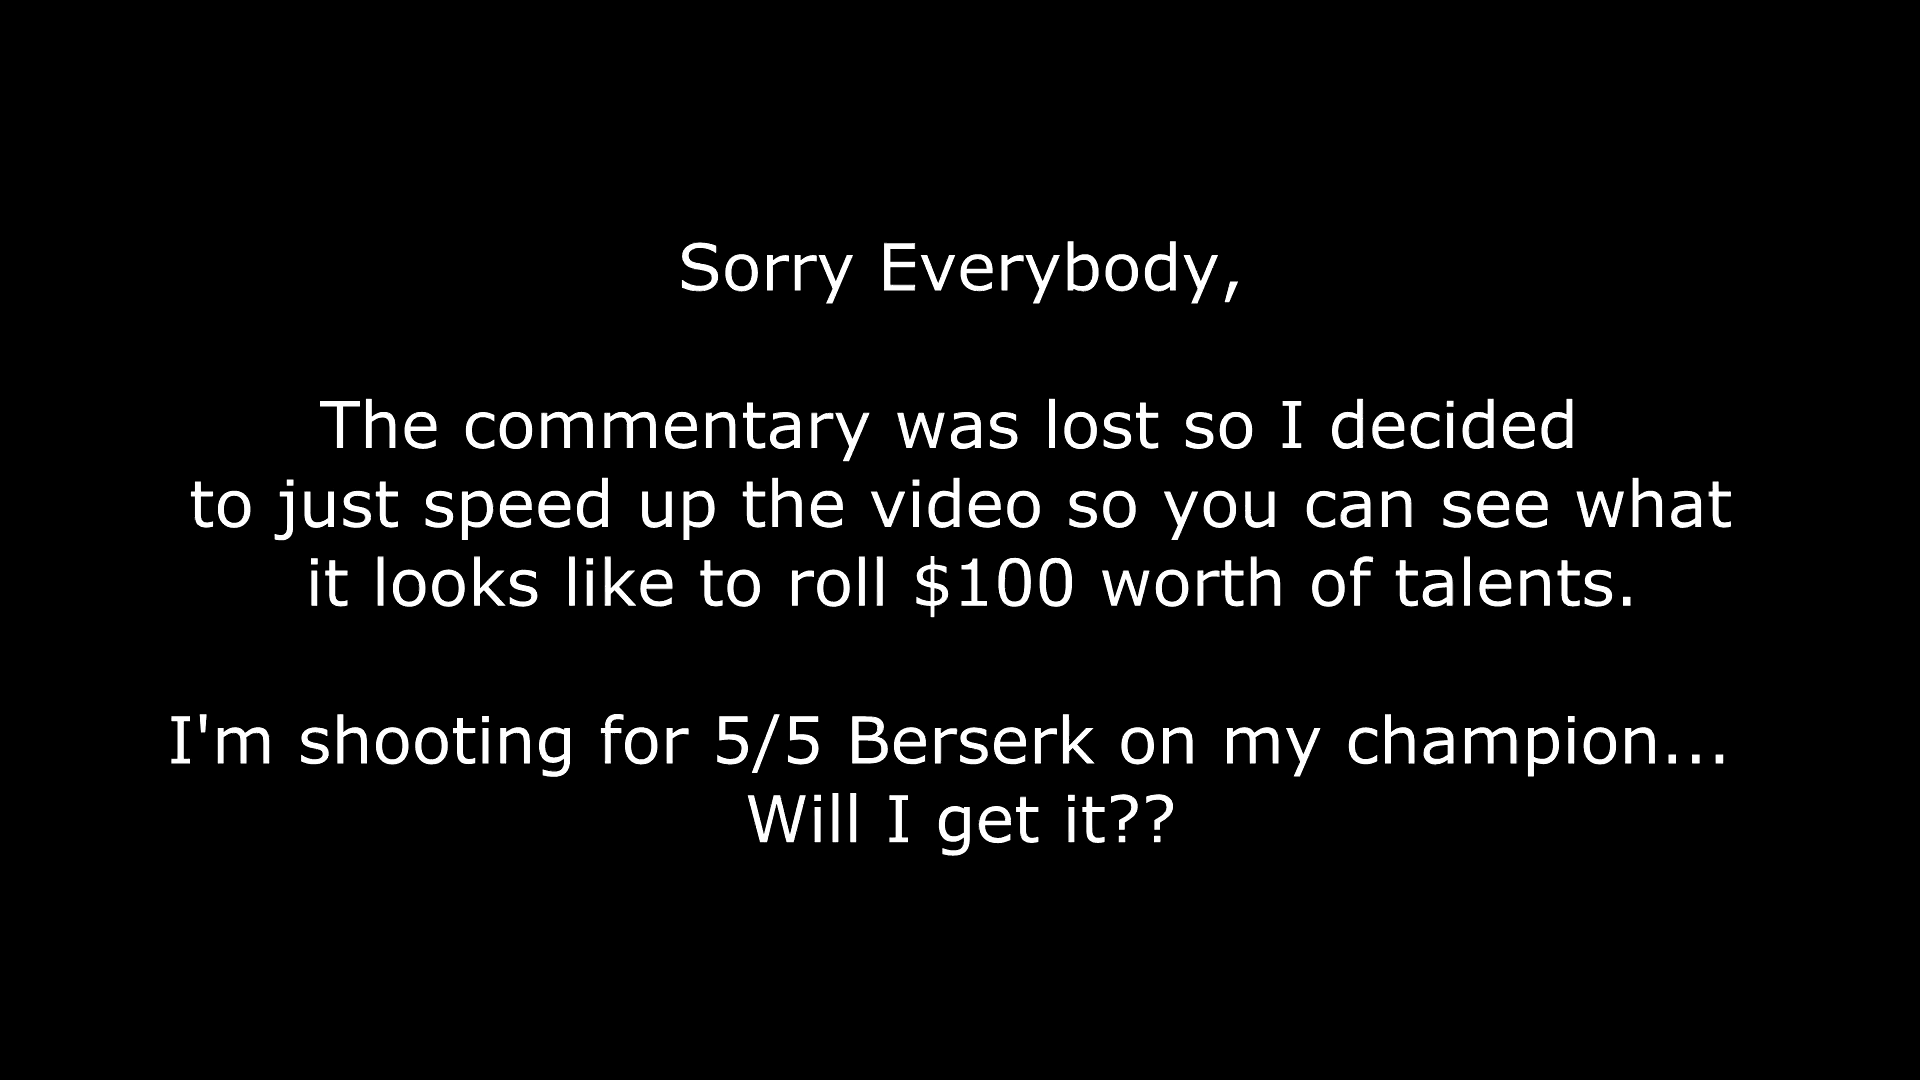 Sorry Everybody,
The commentary was lost so I decided
to just speed up the video so you can see what
it looks like to roll $100 worth of talents.
I'm shooting for 5/5 Berserk on my champion...
Will I get it??